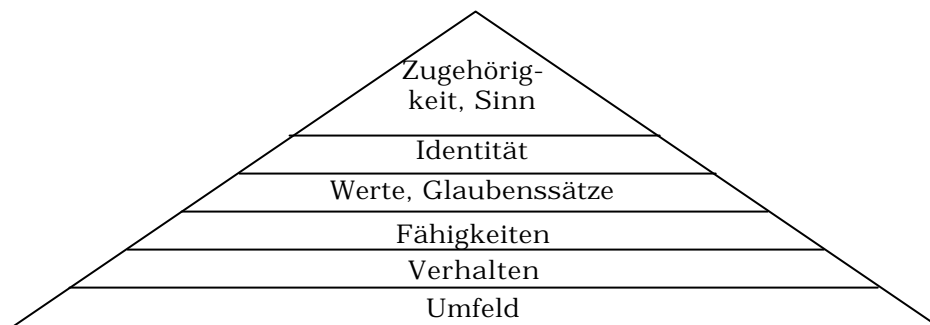 Zugehörig-
keit, Sinn
Identität
Werte, Glaubenssätze
Fähigkeiten
Verhalten
Umfeld